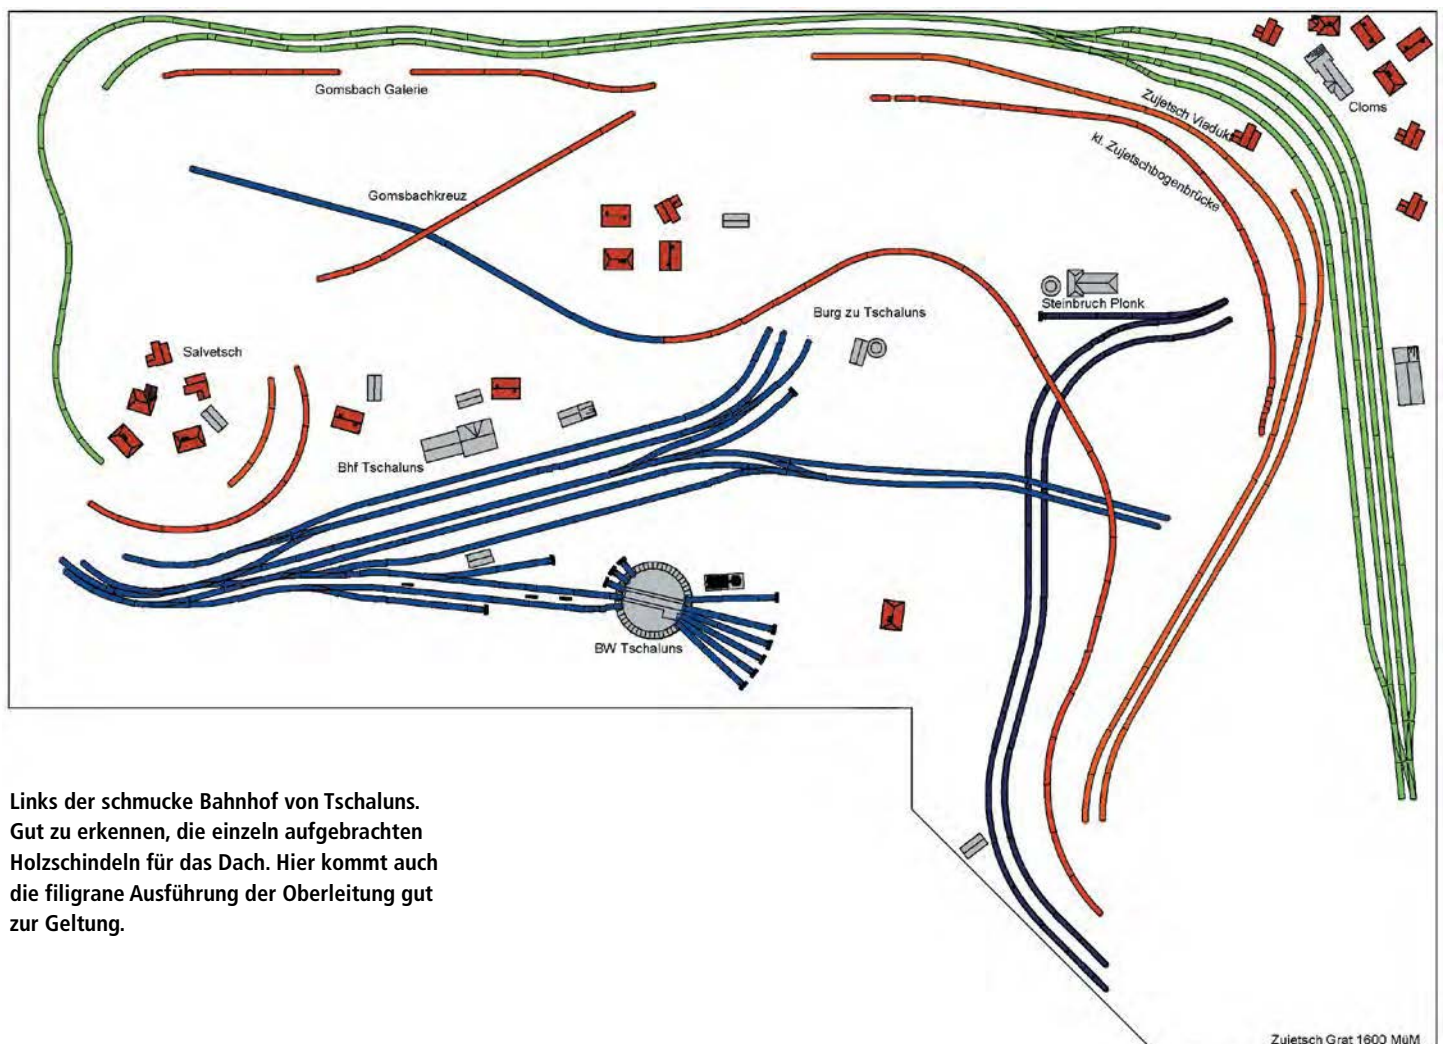 Gomsbach Galerie
Zujetsch Viadukt
Cloms
kl. Zujetschbogenbrücke
Gomsbachkreuz
Steinbruch Plonk
Burg zu Tschaluns
Salvetsch
Bhf Tschaluns
BW Tschaluns
Links der schmucke Bahnhof von Tschaluns.
Gut zu erkennen, die einzeln aufgebrachten
Holzschindeln für das Dach. Hier kommt auch
die filigrane Ausführung der Oberleitung gut
zur Geltung.
Zujetsch Grat 1600 MüM